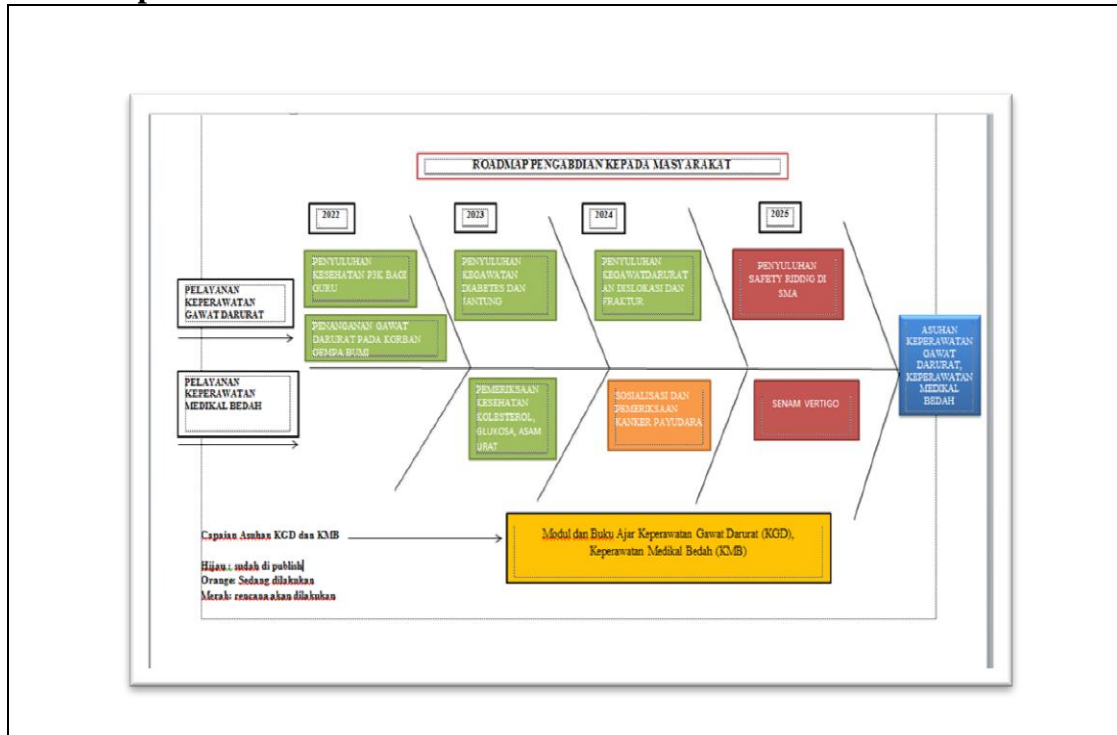 ROADMAP PENGABDIAN KEPADA MASYARAKAT
2022
2023
2024
2025
PENYULUHAN
KESEHATAN P3K BAGI
GURU
PENYULUHAN
KEGAWATAN
DIABETES DAN
JANTUNG
PENYULUHAN
KEGAWATDARURAT
AN DISLOKASI DAN
FRAKTUR
PENYULUHAN
SAFETY RIDING DI
SMA
PELAYANAN
KEPERAWATAN
GAWAT DARURAT
PENANGANAN GAWAT
DARURAT PADA KORBAN
GEMPA BUMI
ASUHAN
KEPERAWATAN
GAWAT
DARURAT,
KEPERAWATAN
MEDIKAL
BEDAH
PELAYANAN
KEPERAWATAN
MEDIKAL BEDAH
PEMERIKSAAN
KESEHATAN
KOLESTEROL,
GLUKOSA, ASAM
URAT
SOSIALISASI DAN
PEMERIKSAAN
KANKER PAYUDARA
SENAM VERTIGO
Capaian Asuhan KGD dan KMB
Modul dan Buku Ajar Keperawatan Gawat Darurat (KGD),
Keperawatan Medikal Bedah (KMB)
Hijau : sudah di publish
Orange: Sedang dilakukan
Merah: rencana akan dilakukan